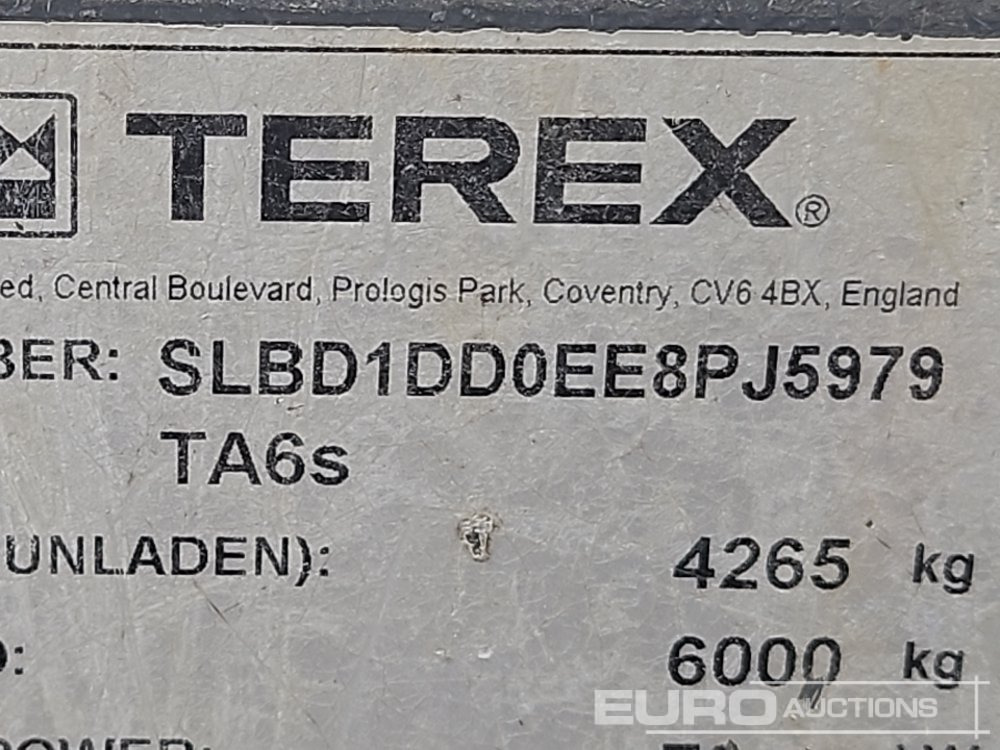 TEREX®
ed, Central Boulevard, Prologis Park, Coventry, CV6 4BX, England
BER: SLBD1DD0EE8PJ5979
TA6s
UNLADEN): 4265 kg
6000 kg
POWER:
EURO AUCTIONS